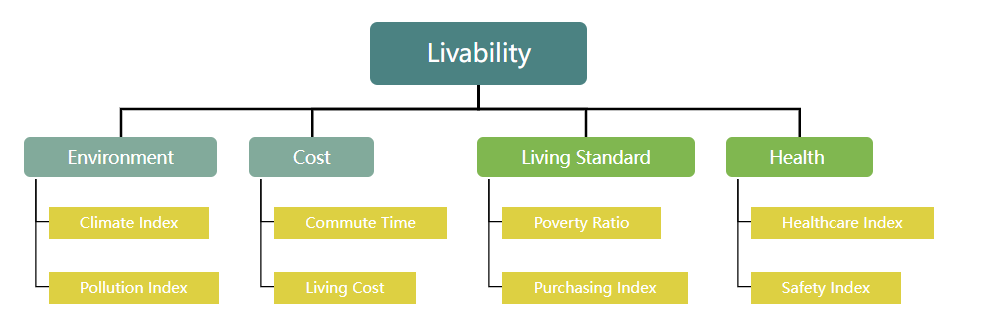 Livability
Environment
Cost
Living Standard
Health
Climate Index
Commute Time
Poverty Ratio
Healthcare Index
Pollution Index
Living Cost
Purchasing Index
Safety Index